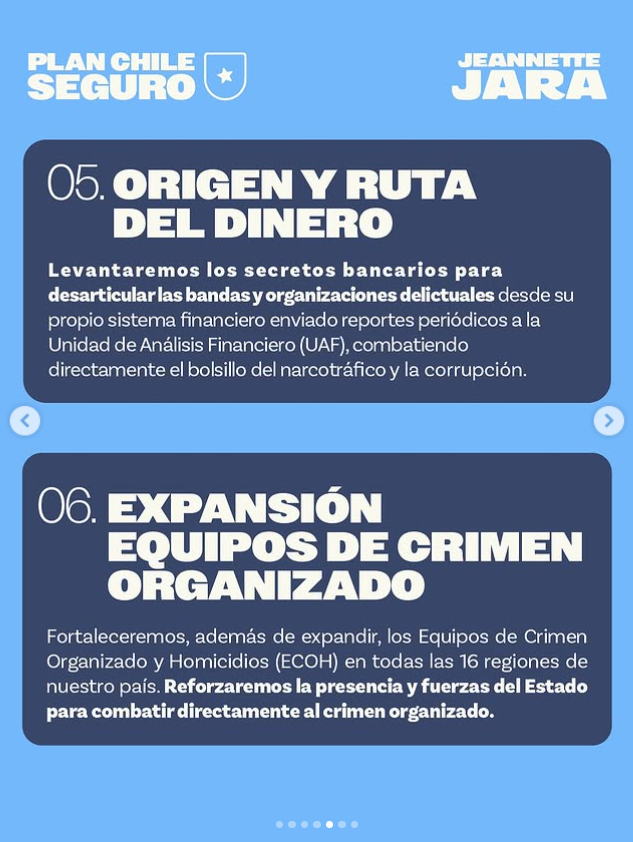 PLAN CHILE
SEGURO
JEANNETTE
JARA
05. ORIGEN Y RUTA
DEL DINERO
Levantaremos los secretos bancarios para
desarticular las bandas y organizaciones delictuales desde su
propio sistema financiero enviado reportes periódicos a la
Unidad de Análisis Financiero (UAF), combatiendo
directamente el bolsillo del narcotráfico y la corrupción.
06. EXPANSIÓN
EQUIPOS DE CRIMEN
ORGANIZADO
Fortaleceremos, además de expandir, los Equipos de Crimen
Organizado y Homicidios (ECOH) en todas las 16 regiones de
nuestro país. Reforzaremos la presencia y fuerzas del Estado
para combatir directamente al crimen organizado.